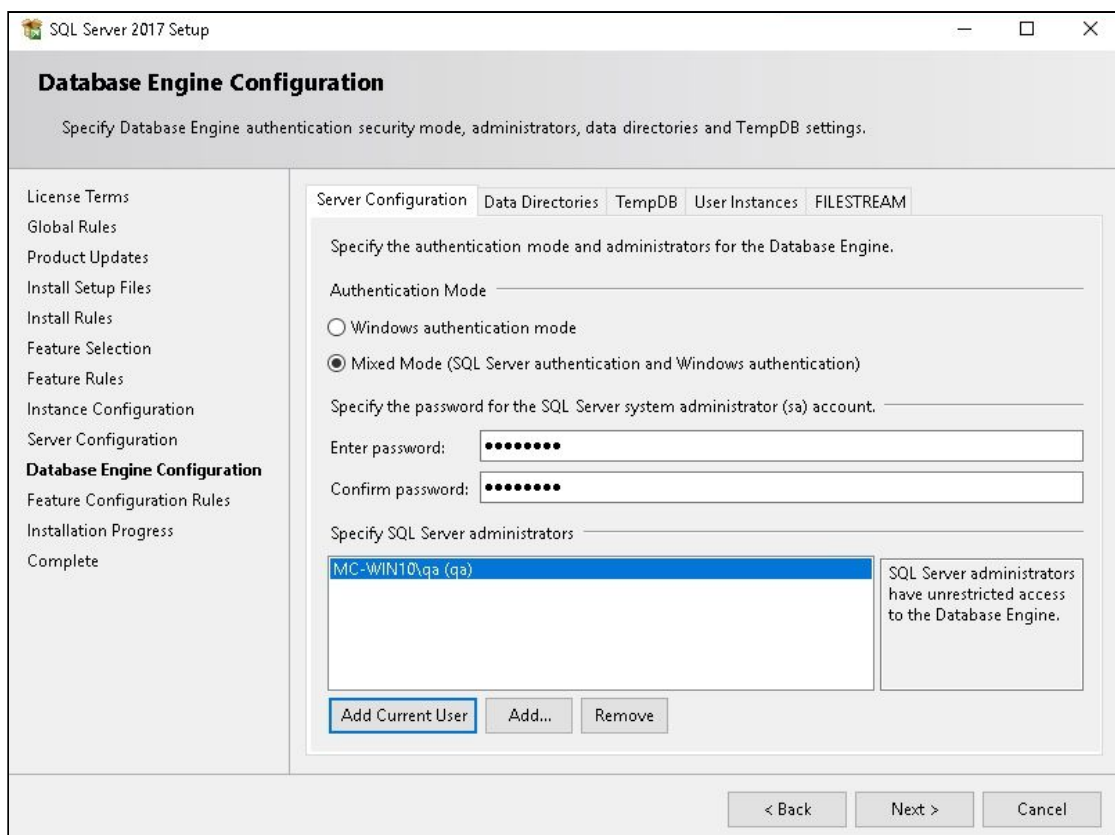 SQL Server 2017 Setup
Database Engine Configuration
Specify Database Engine authentication security mode, administrators, data directories and TempDB settings.
License Terms
Global Rules
Product Updates
Install Setup Files
Install Rules
Feature Selection
Feature Rules
Instance Configuration
Server Configuration
Database Engine Configuration
Feature Configuration Rules
Installation Progress
Complete
Server Configuration Data Directories TempDB User Instances FILESTREAM
Specify the authentication mode and administrators for the Database Engine.
Authentication Mode
Windows authentication mode
Mixed Mode (SQL Server authentication and Windows authentication)
Specify the password for the SQL Server system administrator (sa) account.
Enter password: ●●●●●●●●
Confirm password: ●●●●●●●●
Specify SQL Server administrators
MC-WIN10\qa (qa)
SQL Server administrators
have unrestricted access
to the Database Engine.
Add Current User Add... Remove
< Back Next > Cancel